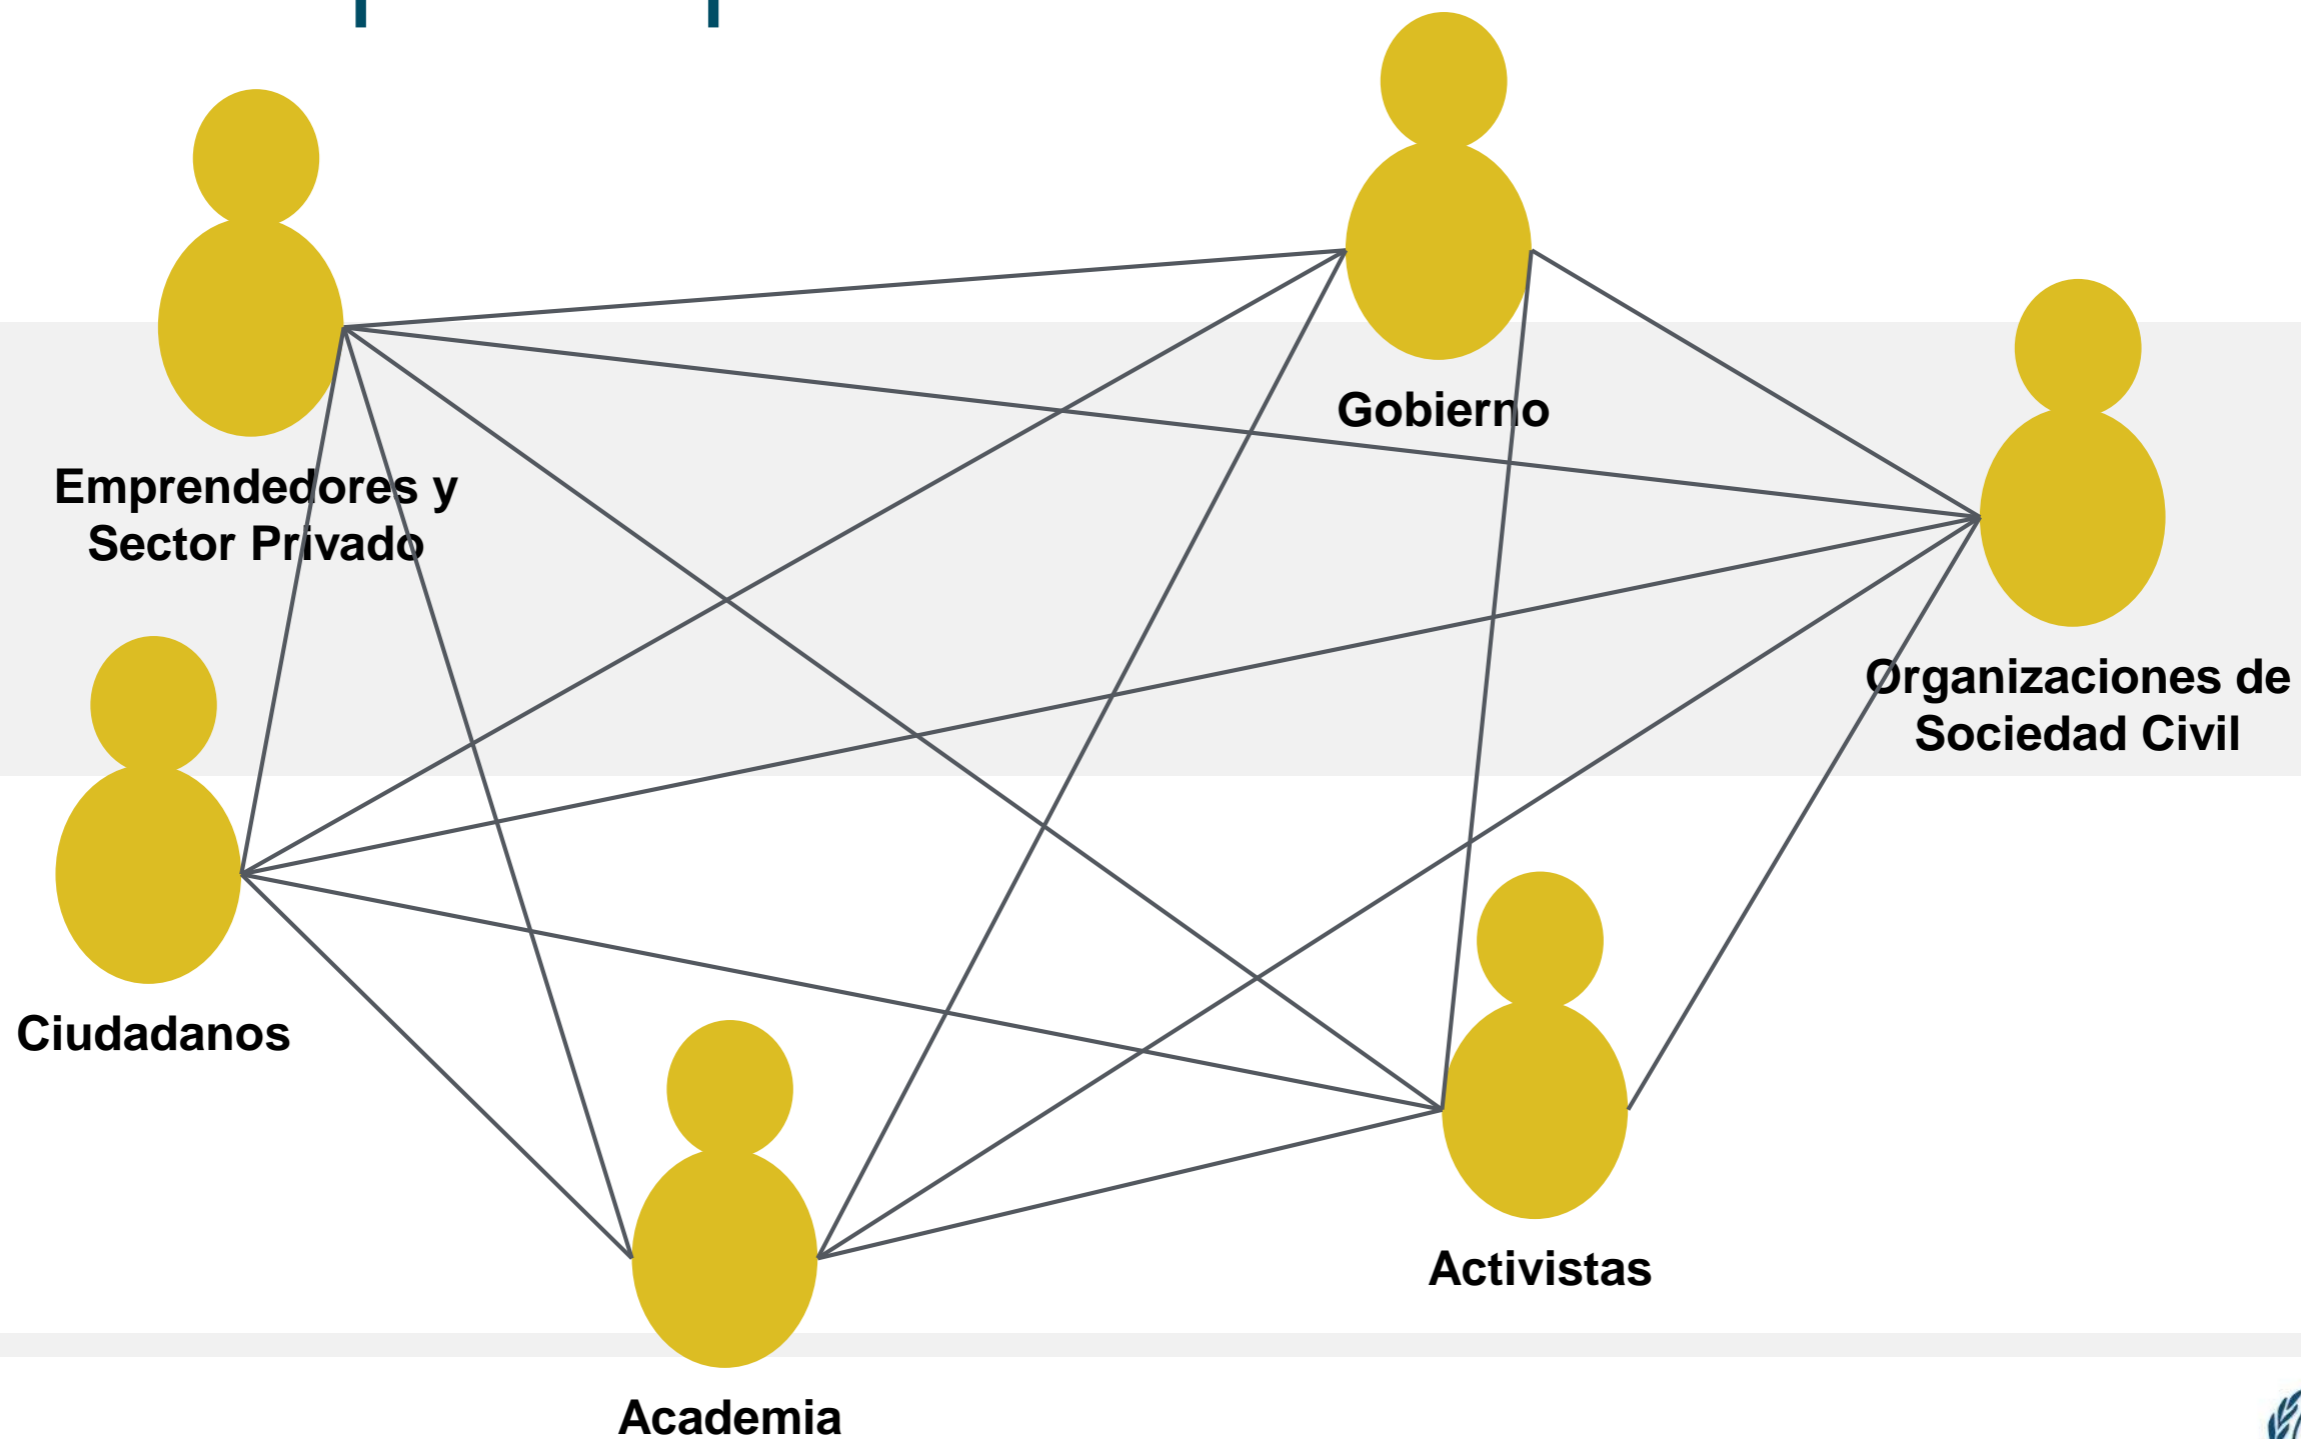 Gobierno
Emprendedores y
Sector Privado
Organizaciones de
Sociedad Civil
Ciudadanos
Activistas
Academia